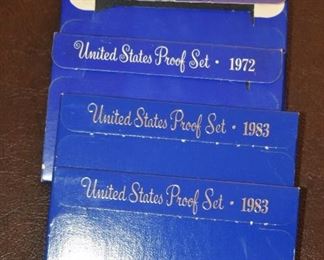 United States Proof Set • 1972
United States Proof Set • 1983
United States Proof Set • 1983